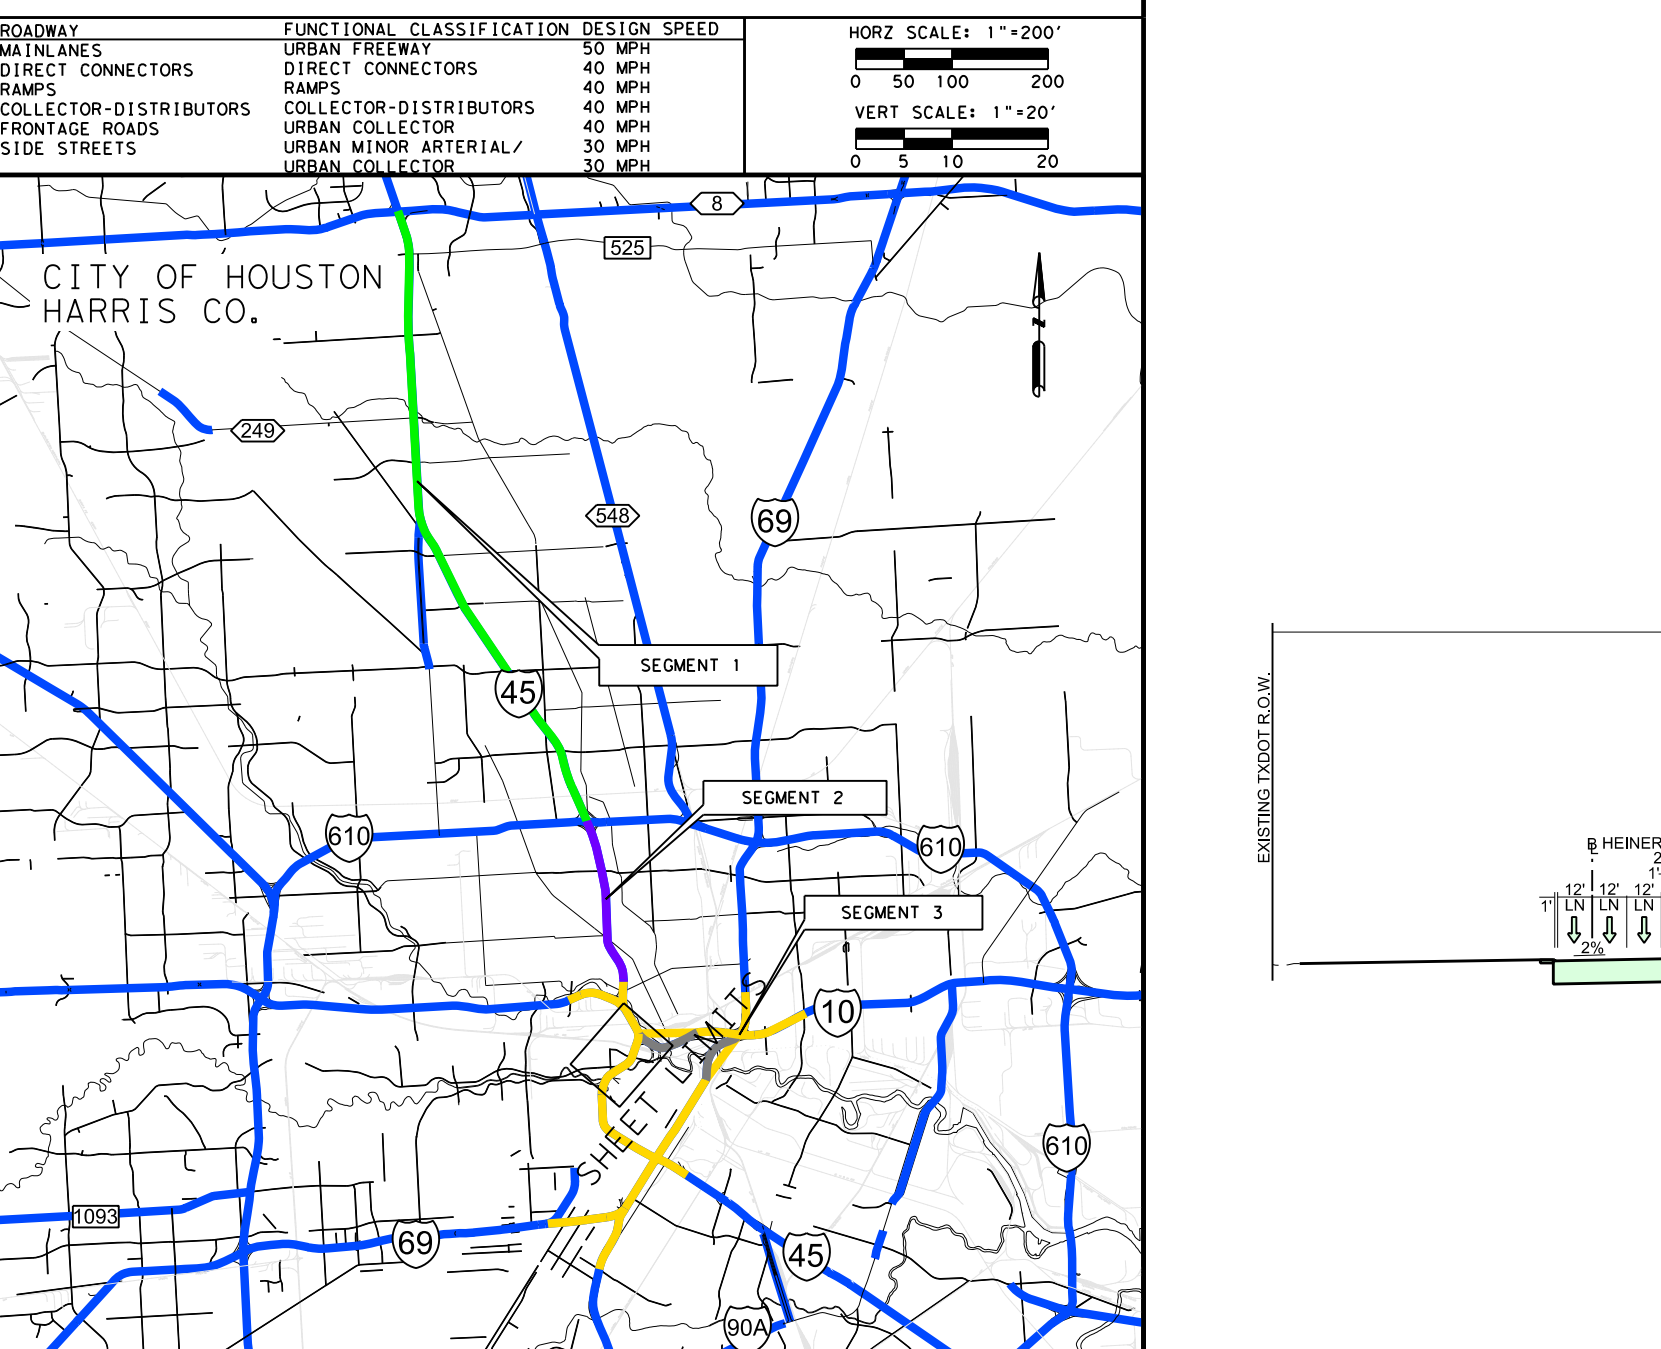 ROADWAY FUNCTIONAL CLASSIFICATION DESIGN SPEED
MAINLANES URBAN FREEWAY 50 MPH
DIRECT CONNECTORS DIRECT CONNECTORS 40 MPH
RAMPS RAMPS 40 MPH
COLLECTOR-DISTRIBUTORS COLLECTOR-DISTRIBUTORS 40 MPH
FRONTAGE ROADS URBAN COLLECTOR 40 MPH
SIDE STREETS URBAN MINOR ARTERIAL/ 30 MPH
URBAN COLLECTOR 30 MPH
HORZ SCALE: 1"=200'
0 50 100 200
VERT SCALE: 1"=20'
0 5 10 20
8
525
CITY OF HOUSTON
HARRIS CO.
N
249
548
69
SEGMENT 1
45
SEGMENT 2
610
610
SEGMENT 3
10
SHEET LIMITS
610
1093
69
45
90A
EXISTING TXDOT R.O.W.
B HEINER
2
1'
12' 12' 12'
1' LN LN LN
2%